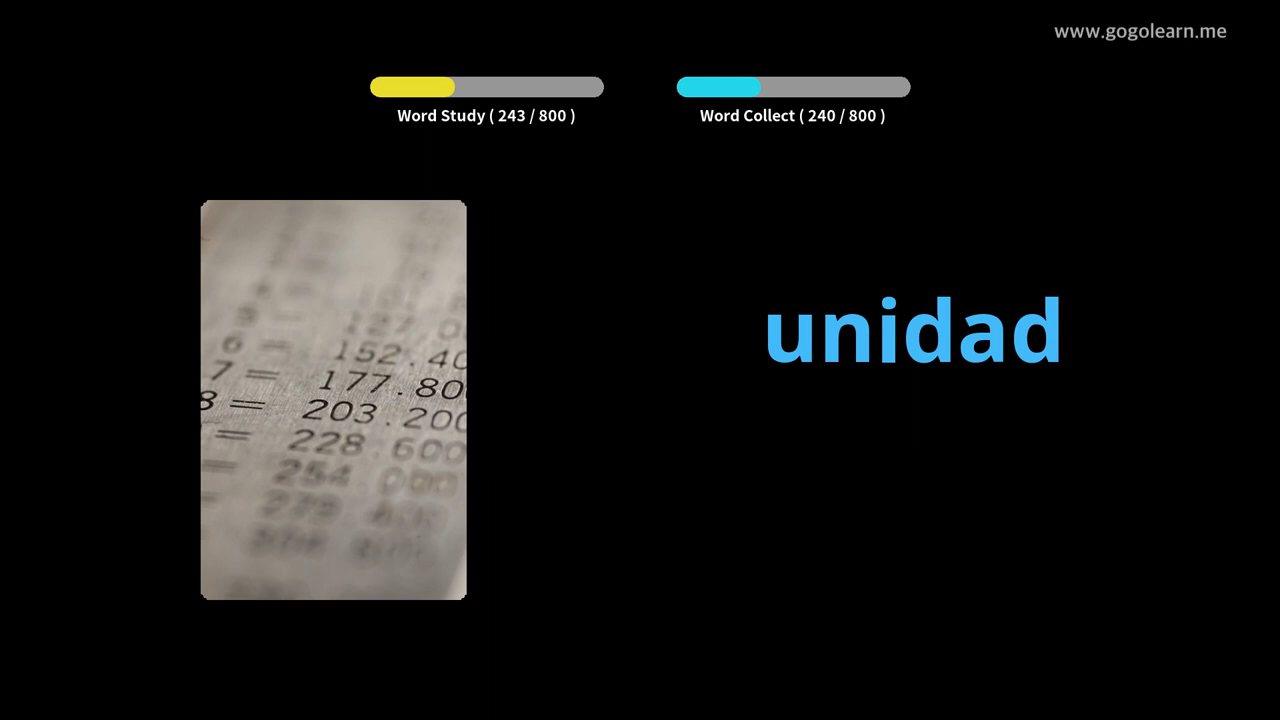 www.gogolearn.me
Word Study ( 243 / 800 )
Word Collect ( 240 / 800 )
unidad
6 = 152.40
7 = 177.80
8 = 203.200
= 228.600
= 254